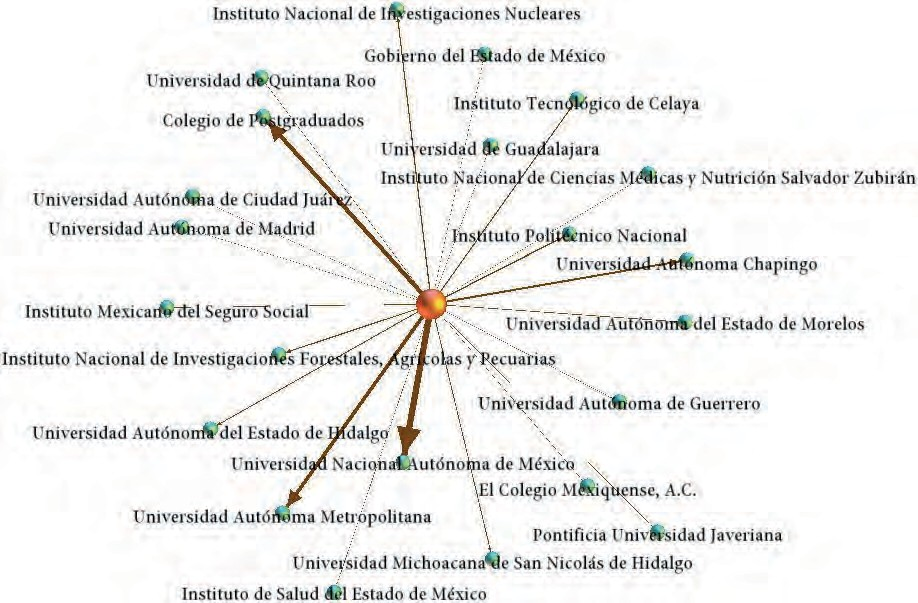 Instituto Nacional de Investigaciones Nucleares
Gobierno del Estado de México
Universidad de Quintana Roo
Instituto Tecnológico de Celaya
Colegio de Postgraduados
Universidad de Guadalajara
Instituto Nacional de Ciencias Médicas y Nutrición Salvador Zubirán
Universidad Autónoma de Ciudad Juárez
Universidad Autónoma de Madrid
Instituto Politécnico Nacional
Universidad Autónoma Chapingo
Instituto Mexicano del Seguro Social
Universidad Autónoma del Estado de Morelos
Instituto Nacional de Investigaciones Forestales, Agrícolas y Pecuarias
Universidad Autónoma de Guerrero
Universidad Autónoma del Estado de Hidalgo
Universidad Nacional Autónoma de México
El Colegio Mexiquense, A.C.
Universidad Autónoma Metropolitana
Pontificia Universidad Javeriana
Universidad Michoacana de San Nicolás de Hidalgo
Instituto de Salud del Estado de México